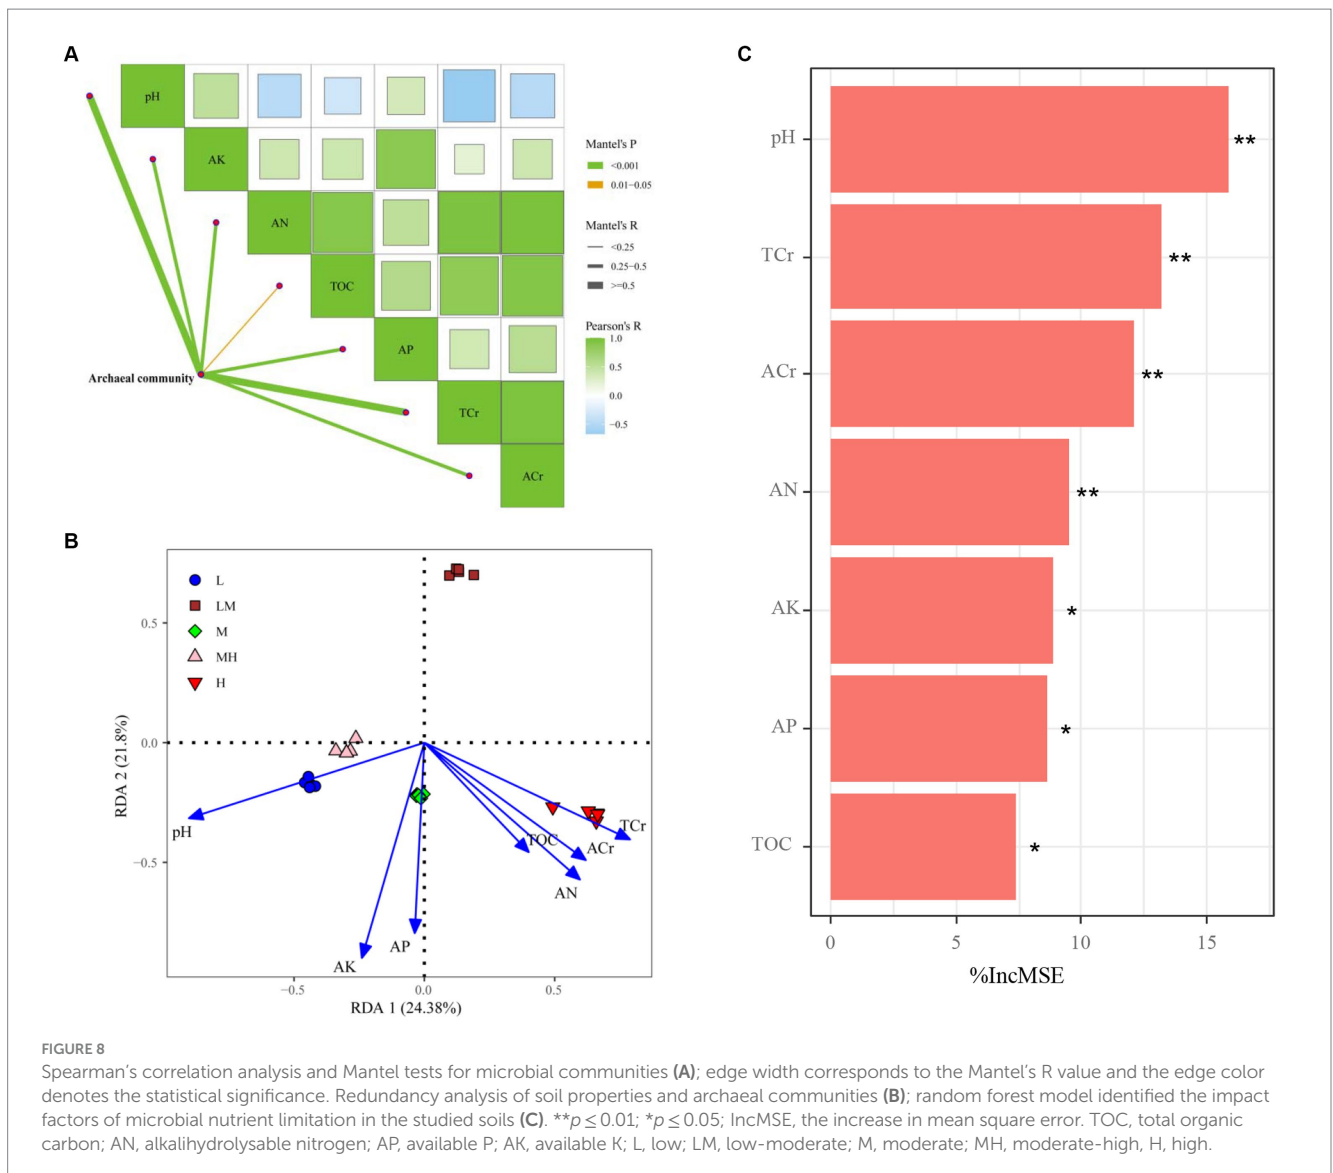 A
pH
AK
AN
TOC
AP
TCr
ACr
Archaeal community
Mantel's P
<0.001
0.01−0.05
Mantel's R
<0.25
0.25−0.5
>=0.5
Pearson's R
1.0
0.5
0.0
−0.5
B
L
LM
M
MH
H
0.5
0.0
−0.5
RDA 2 (21.8%)
pH
AK
AP
TOC
AN
ACr
TCr
−0.5
0.0
0.5
RDA 1 (24.38%)
C
pH
**
TCr
**
ACr
**
AN
**
AK
*
AP
*
TOC
*
0
5
10
15
%IncMSE
FIGURE 8
Spearman's correlation analysis and Mantel tests for microbial communities (A); edge width corresponds to the Mantel's R value and the edge color
denotes the statistical significance. Redundancy analysis of soil properties and archaeal communities (B); random forest model identified the impact
factors of microbial nutrient limitation in the studied soils (C). **p ≤ 0.01; *p ≤ 0.05; IncMSE, the increase in mean square error. TOC, total organic
carbon; AN, alkalihydrolysable nitrogen; AP, available P; AK, available K; L, low; LM, low-moderate; M, moderate; MH, moderate-high, H, high.